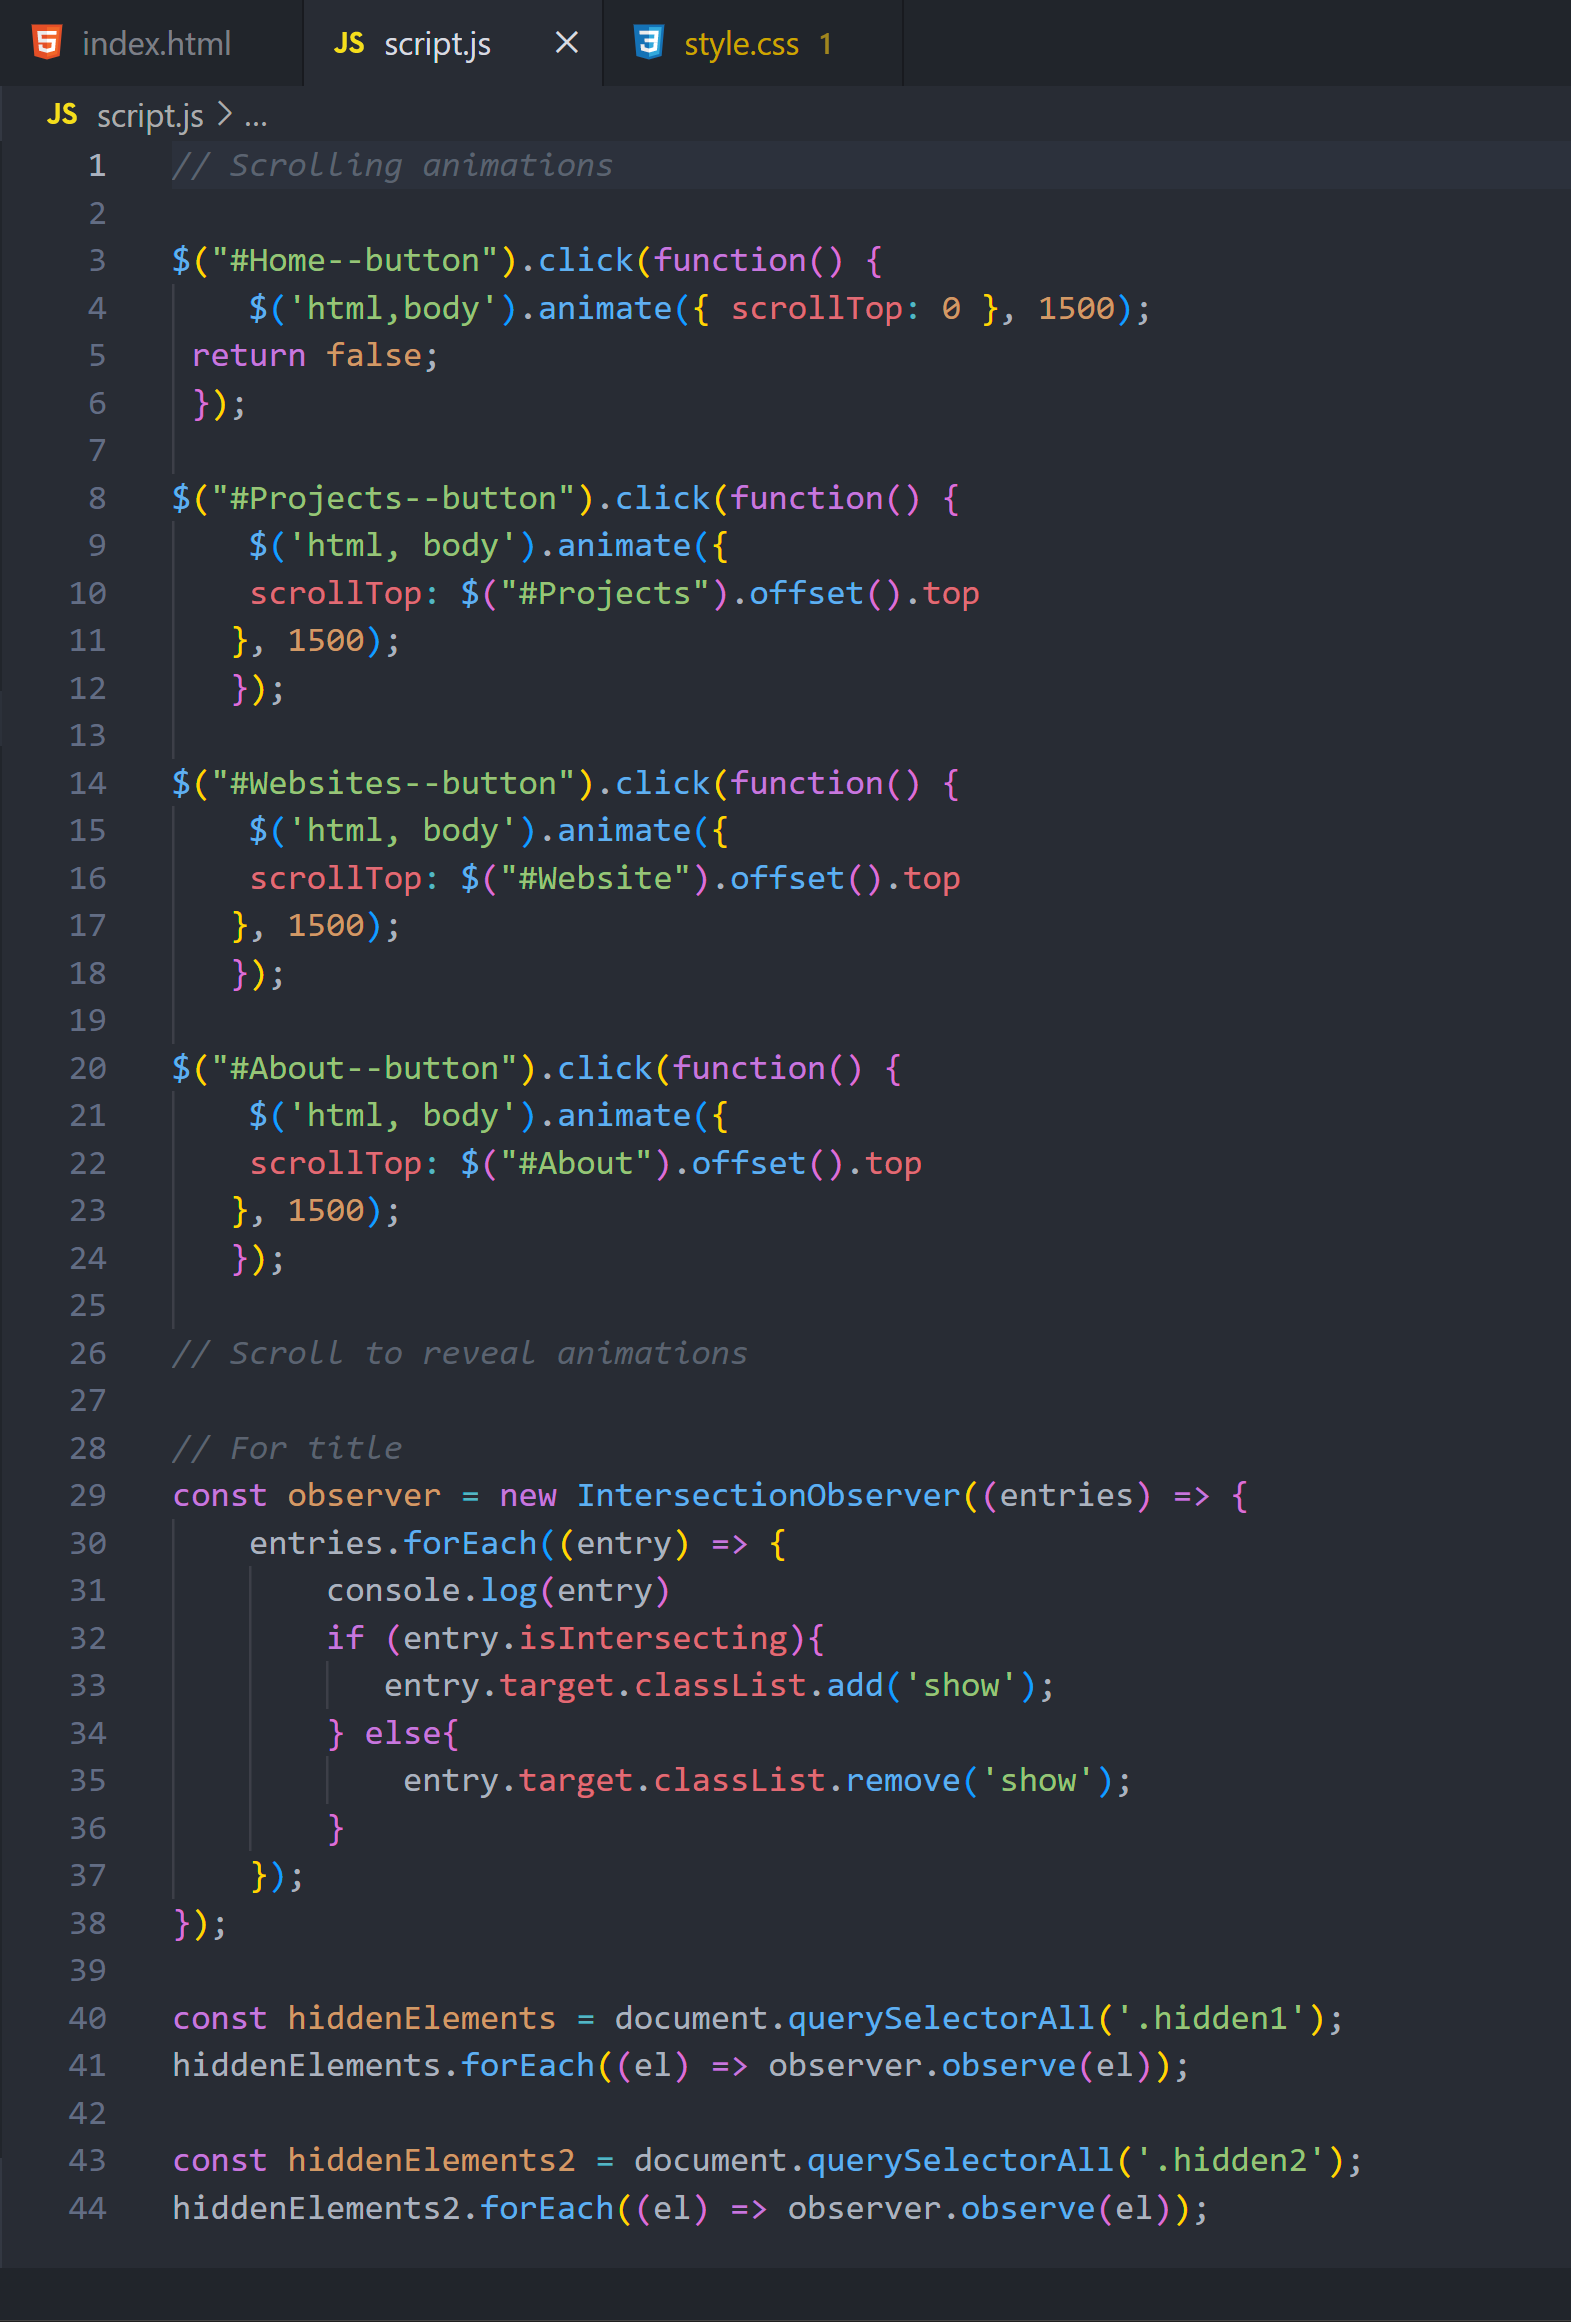 index.html script.js style.css 1
JS script.js > ...
1 // Scrolling animations
2
3 $("#Home--button").click(function() {
4     $('html,body').animate({ scrollTop: 0 }, 1500);
5  return false;
6  });
7
8 $("#Projects--button").click(function() {
9     $('html, body').animate({
10     scrollTop: $("#Projects").offset().top
11    }, 1500);
12    });
13
14 $("#Websites--button").click(function() {
15     $('html, body').animate({
16     scrollTop: $("#Website").offset().top
17    }, 1500);
18    });
19
20 $("#About--button").click(function() {
21     $('html, body').animate({
22     scrollTop: $("#About").offset().top
23    }, 1500);
24    });
25
26 // Scroll to reveal animations
27
28 // For title
29 const observer = new IntersectionObserver((entries) => {
30     entries.forEach((entry) => {
31         console.log(entry)
32         if (entry.isIntersecting){
33            entry.target.classList.add('show');
34         } else{
35             entry.target.classList.remove('show');
36         }
37     });
38 });
39
40 const hiddenElements = document.querySelectorAll('.hidden1');
41 hiddenElements.forEach((el) => observer.observe(el));
42
43 const hiddenElements2 = document.querySelectorAll('.hidden2');
44 hiddenElements2.forEach((el) => observer.observe(el));